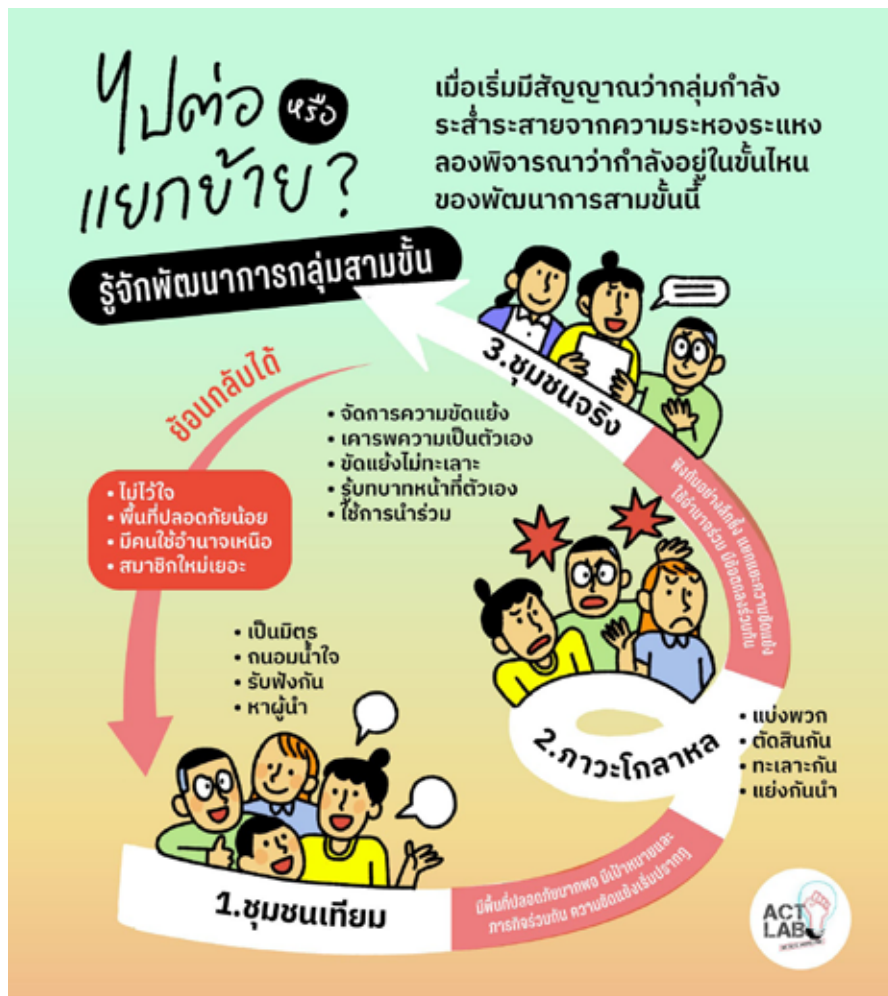 ไปต่อ หรือ
แยกย้าย?
รู้จักพัฒนาการกลุ่มสามขั้น
เมื่อเริ่มมีสัญญาณว่ากลุ่มกำลัง
ระส่ำระสายจากความระหองระแหง
ลองพิจารณาว่ากำลังอยู่ในขั้นไหน
ของพัฒนาการสามขั้นนี้
3.ชุมชนจริง
• จัดการความขัดแย้ง
• เคารพความเป็นตัวเอง
• ขัดแย้งไม่ทะเลาะ
• รู้บทบาทหน้าที่ตัวเอง
• ใช้การนำร่วม
ย้อนกลับได้
• ไม่ไว้ใจ
• พื้นที่ปลอดภัยน้อย
• มีคนใช้อำนาจเหนือ
• สมาชิกใหม่เยอะ
ฟังกันอย่างลึกซึ้ง แยกแยะความขัดแย้ง
ใช้อำนาจร่วม มีข้อตกลงร่วมกัน
2.ภาวะโกลาหล
• แบ่งพวก
• ตัดสินกัน
• ทะเลาะกัน
• แย่งกันนำ
• เป็นมิตร
• ถนอมน้ำใจ
• รับฟังกัน
• หาผู้นำ
1.ชุมชนเทียม
มีพื้นที่ปลอดภัยมากพอ มีเป้าหมายและ
ภารกิจร่วมกัน ความขัดแย้งเริ่มปรากฏ
ACT
LAB